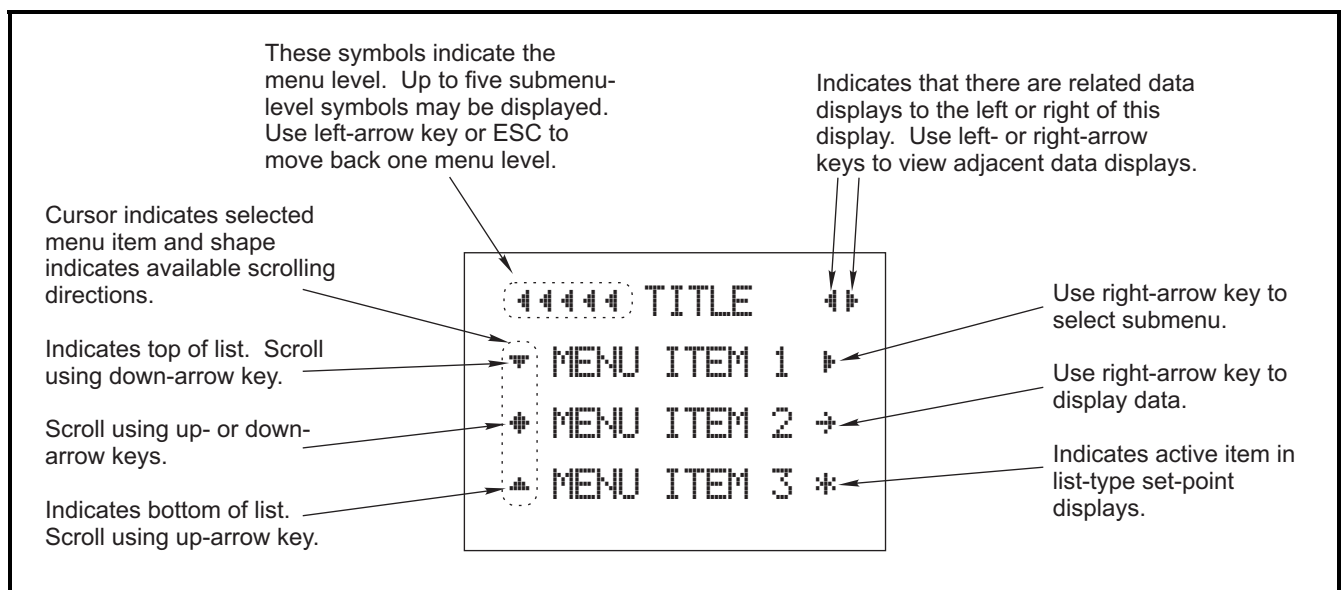 These symbols indicate the
menu level. Up to five submenu-
level symbols may be displayed.
Use left-arrow key or ESC to
move back one menu level.
Indicates that there are related data
displays to the left or right of this
display. Use left- or right-arrow
keys to view adjacent data displays.
Cursor indicates selected
menu item and shape
indicates available scrolling
directions.
Indicates top of list. Scroll
using down-arrow key.
Scroll using up- or down-
arrow keys.
Indicates bottom of list.
Scroll using up-arrow key.
TITLE
MENU ITEM 1
MENU ITEM 2
MENU ITEM 3
Use right-arrow key to
select submenu.
Use right-arrow key to
display data.
Indicates active item in
list-type set-point
displays.